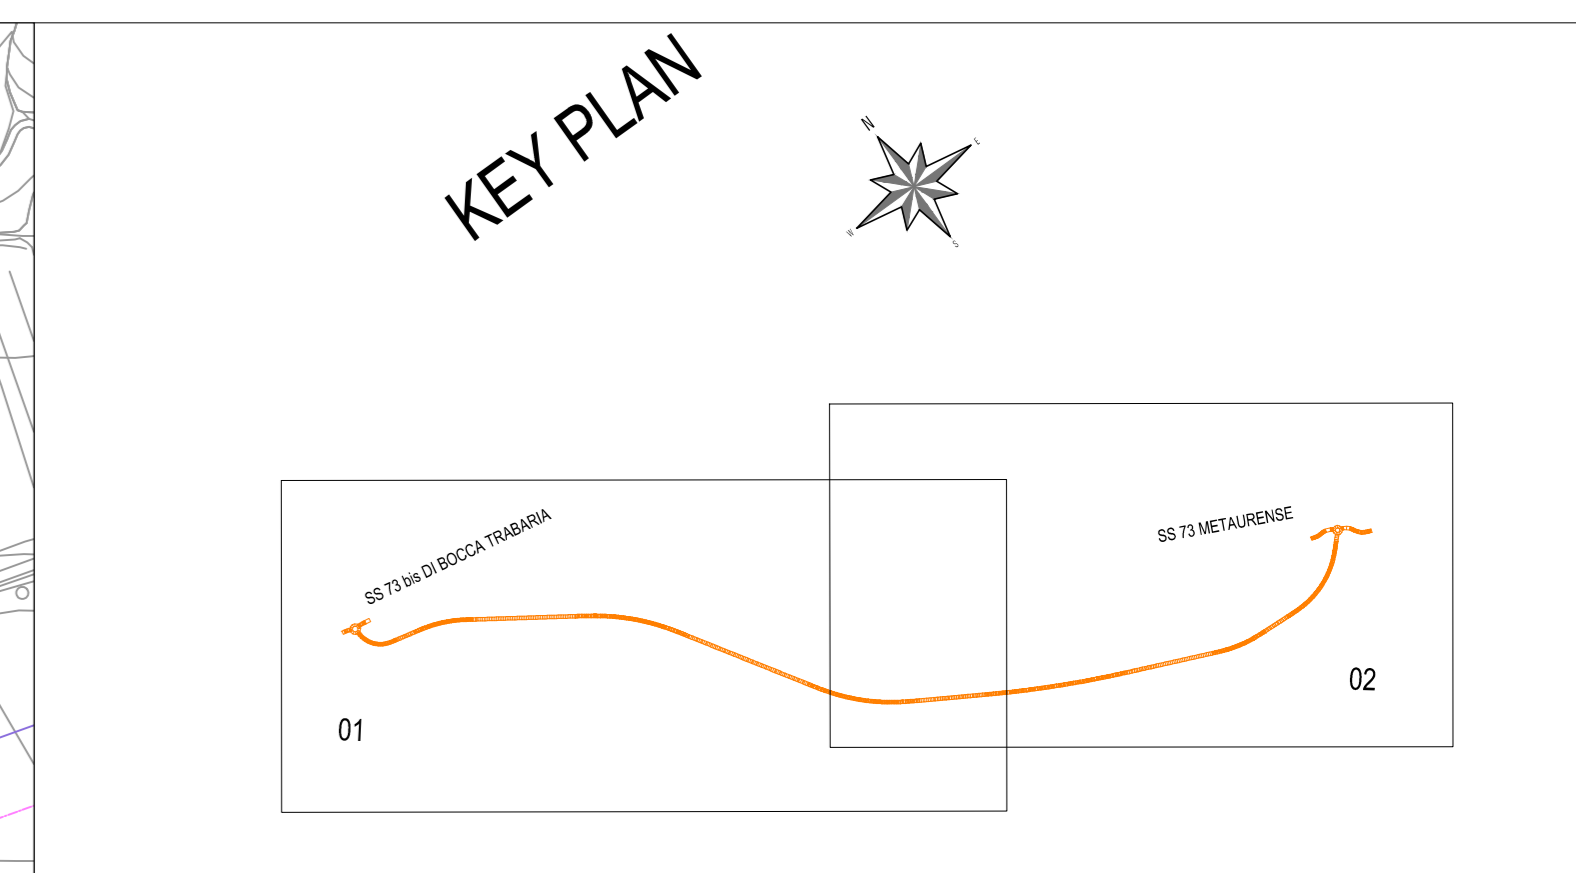 KEY PLAN
N
E
W
S
SS 73 bis DI BOCCA TRABARIA
SS 73 METAURENSE
01
02